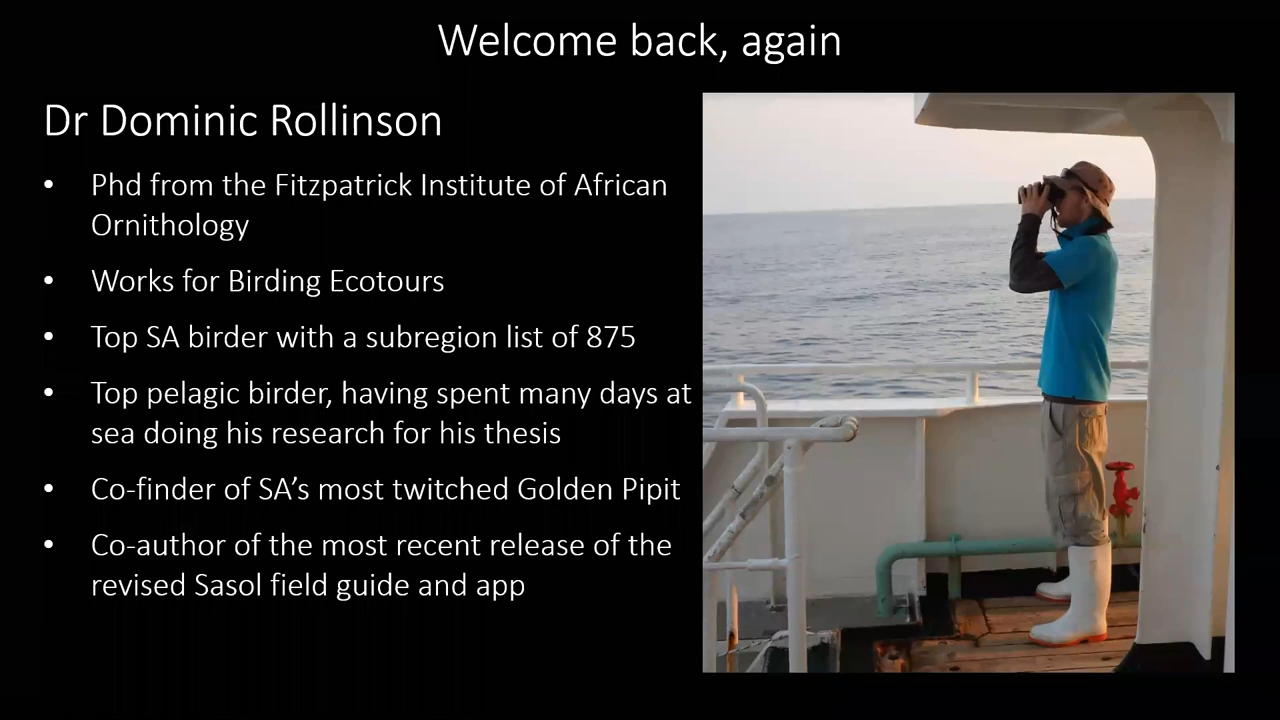 Welcome back, again
Dr Dominic Rollinson
• Phd from the Fitzpatrick Institute of African
Ornithology
• Works for Birding Ecotours
• Top SA birder with a subregion list of 875
• Top pelagic birder, having spent many days at
sea doing his research for his thesis
• Co-finder of SA's most twitched Golden Pipit
• Co-author of the most recent release of the
revised Sasol field guide and app